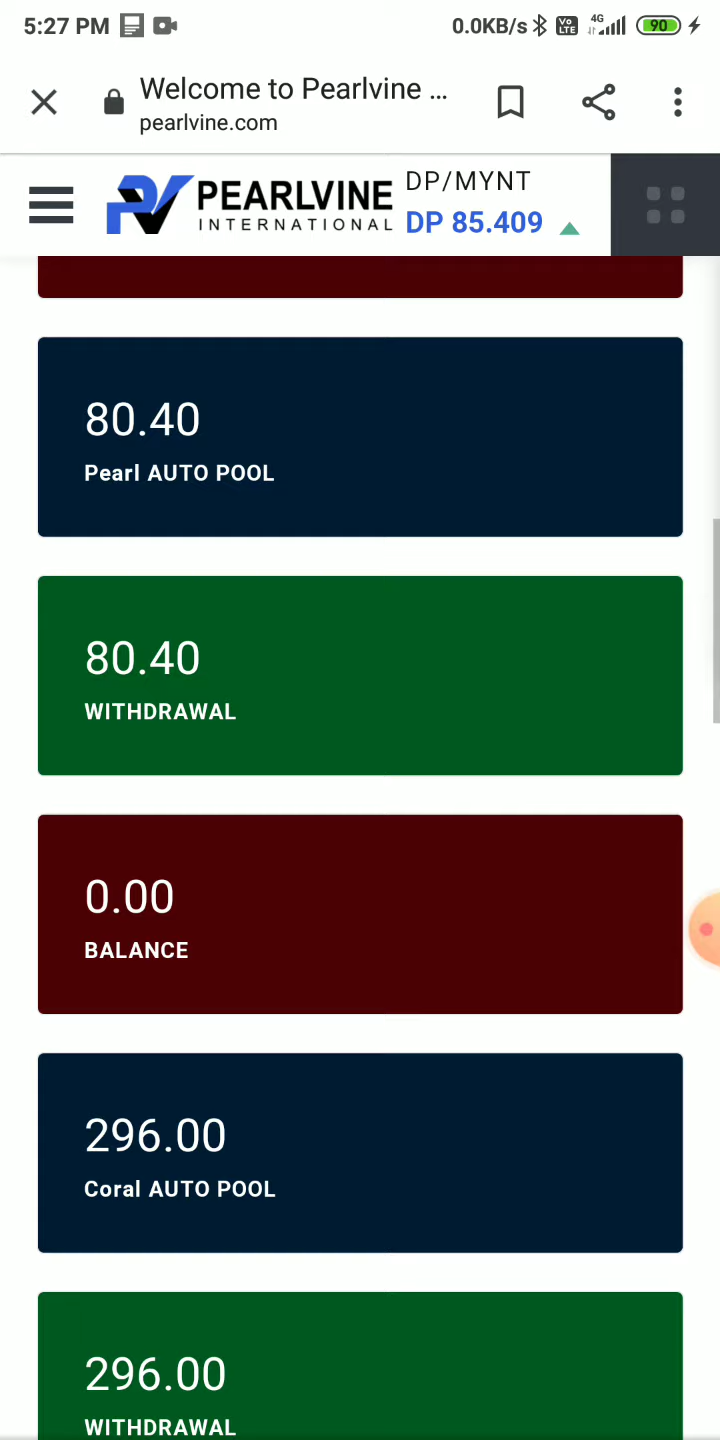 5:27 PM
0.0KB/s
Vo LTE
4G
90
Welcome to Pearlvine ...
pearlvine.com
PEARLVINE
INTERNATIONAL
DP/MYNT
DP 85.409
80.40
Pearl AUTO POOL
80.40
WITHDRAWAL
0.00
BALANCE
296.00
Coral AUTO POOL
296.00
WITHDRAWAL